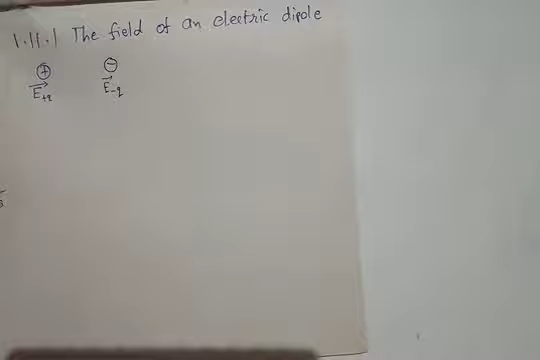 1.11.1 The field of an electric dipole
⊕ ⊖
E⃗+q E⃗-q